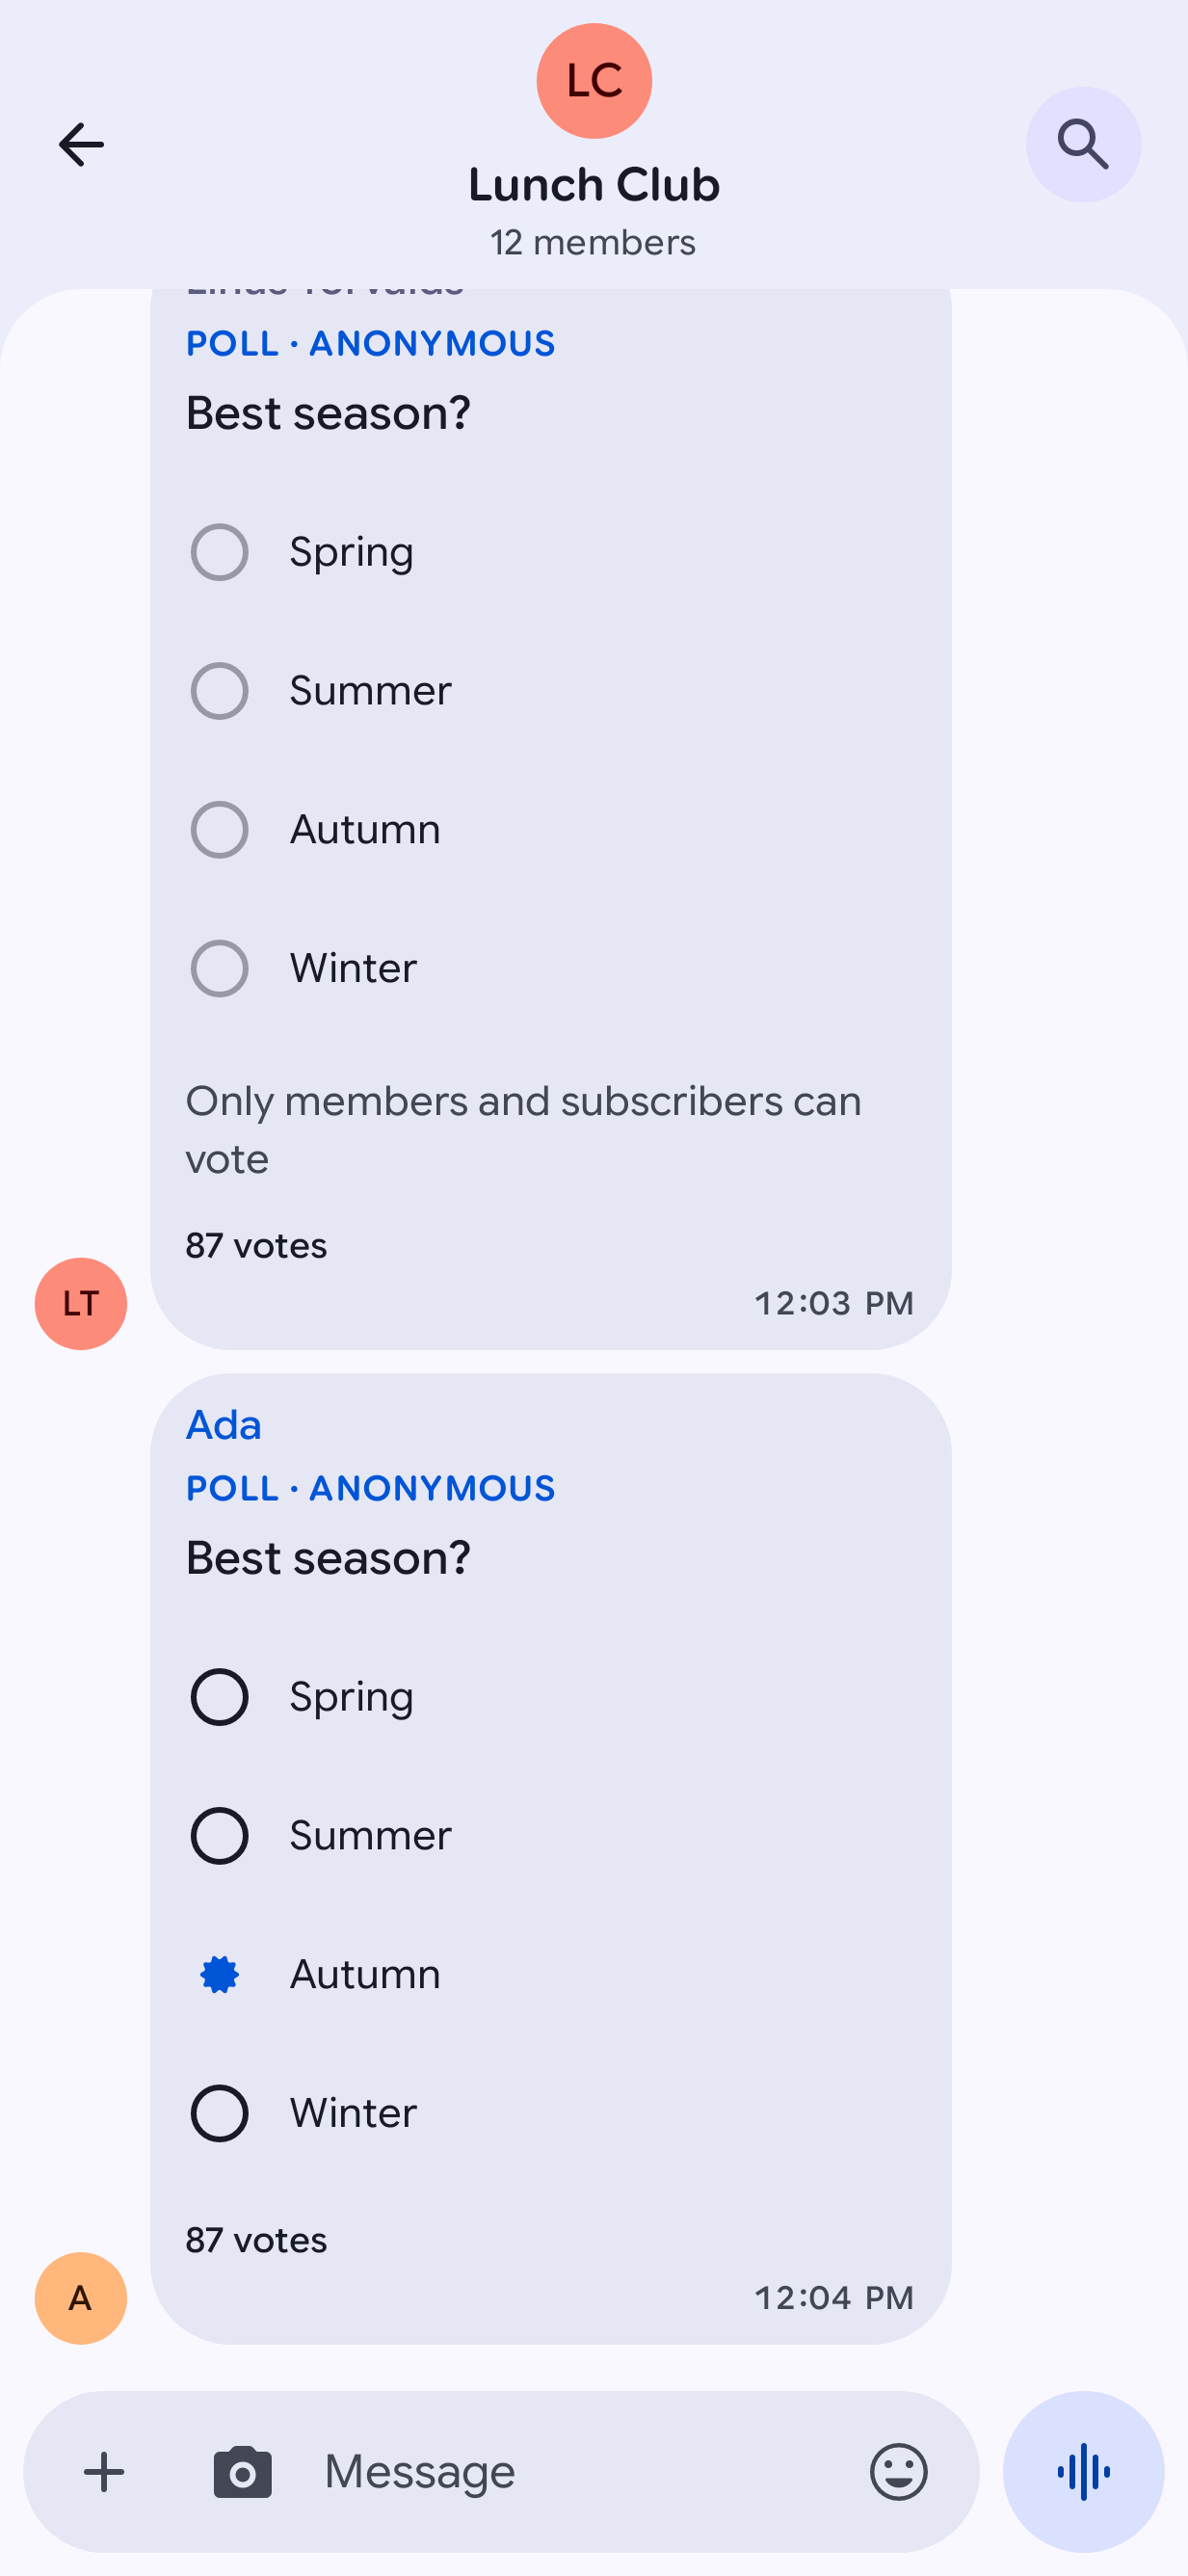 LC
Lunch Club
12 members
POLL · ANONYMOUS
Best season?
Spring
Summer
Autumn
Winter
Only members and subscribers can
vote
87 votes
LT
12:03 PM
Ada
POLL · ANONYMOUS
Best season?
Spring
Summer
Autumn
Winter
87 votes
A
12:04 PM
Message